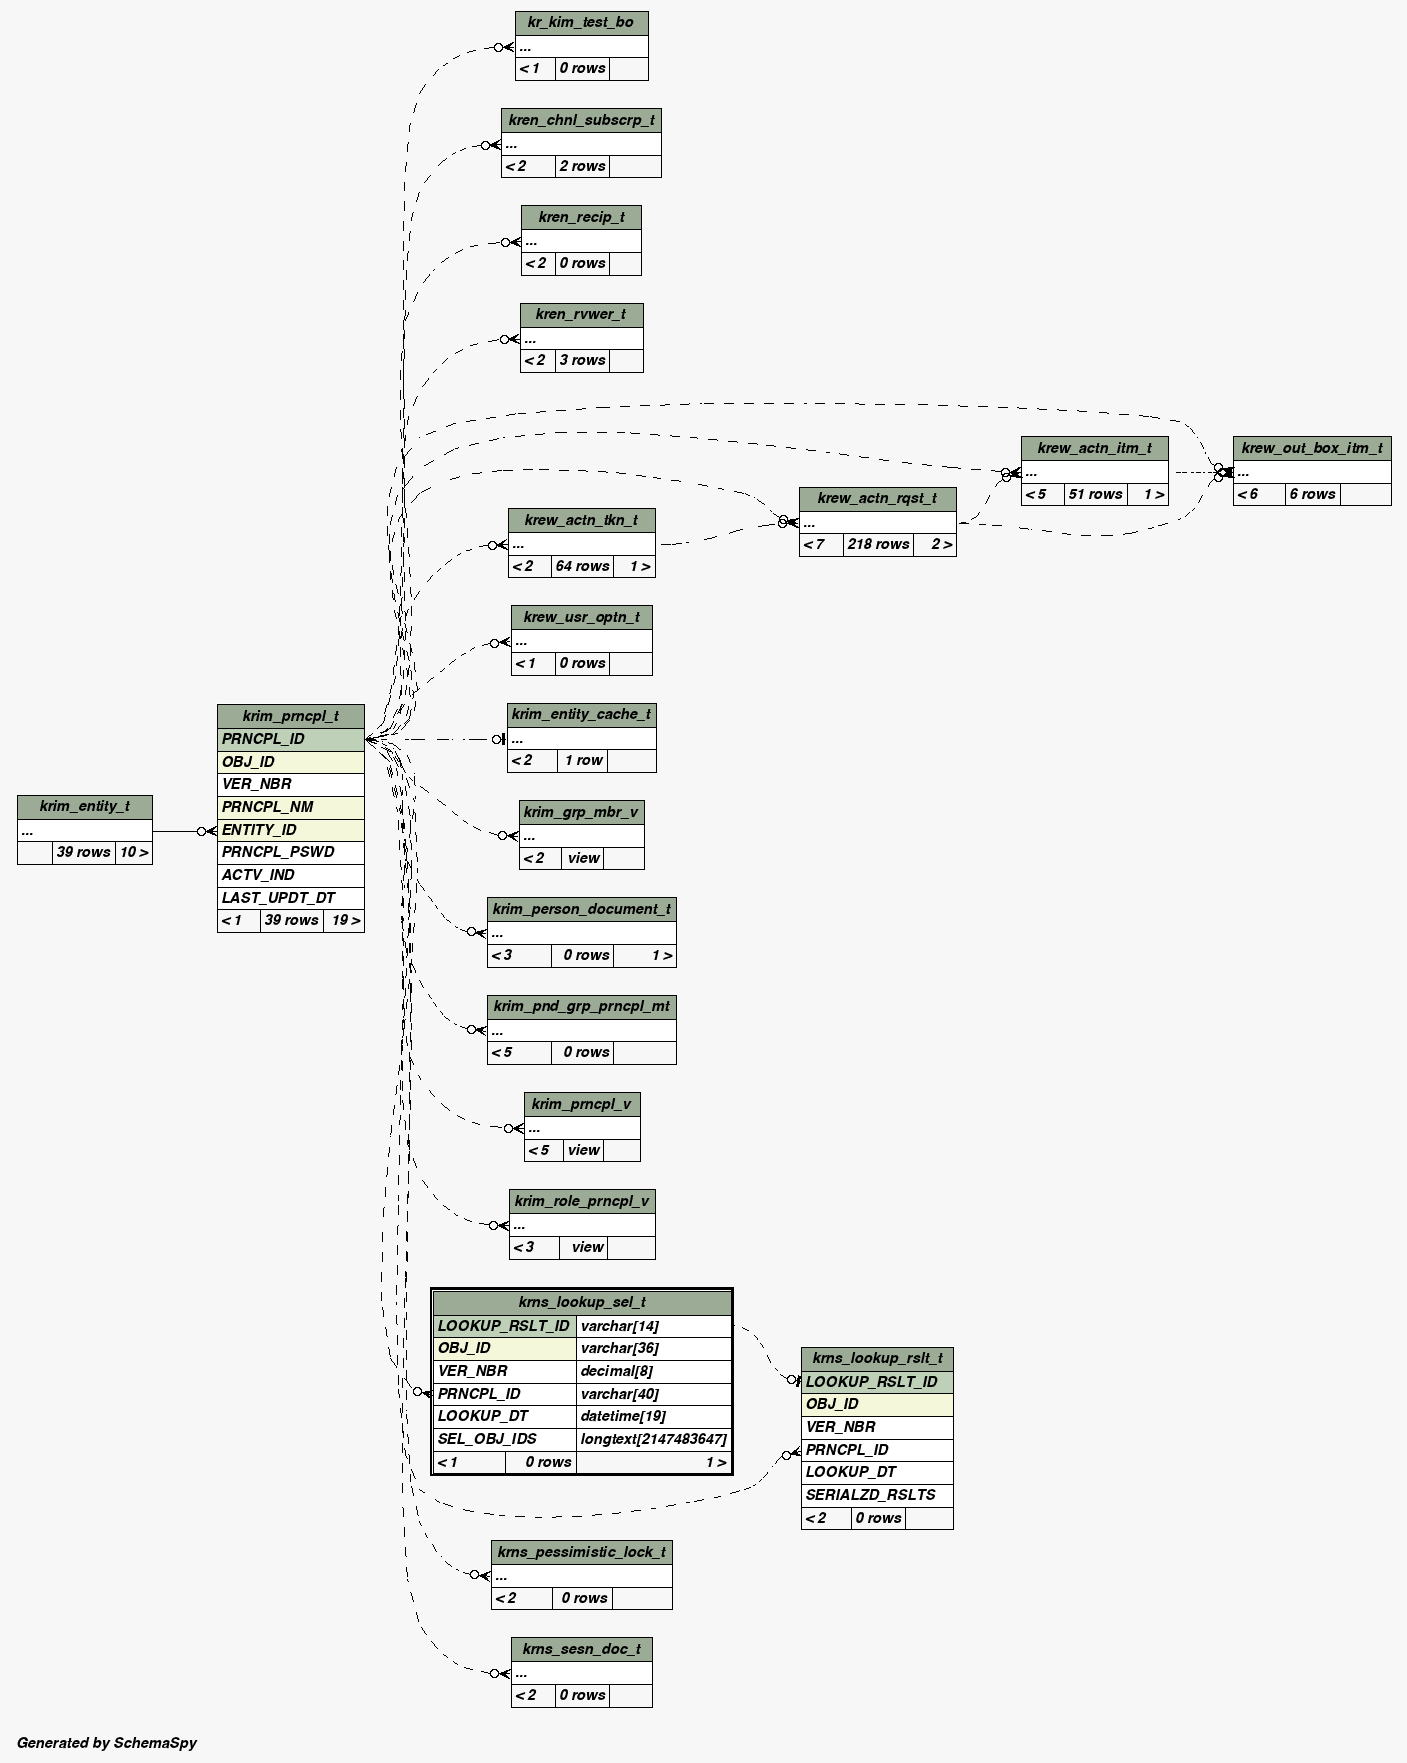 kr_kim_test_bo
...
< 1 0 rows
kren_chnl_subscrp_t
...
< 2 2 rows
kren_recip_t
...
< 2 0 rows
kren_rvwer_t
...
< 2 3 rows
krew_actn_itm_t
...
< 5 51 rows 1 >
krew_out_box_itm_t
...
< 6 6 rows
krew_actn_rqst_t
...
< 7 218 rows 2 >
krew_actn_tkn_t
...
< 2 64 rows 1 >
krew_usr_optn_t
...
< 1 0 rows
krim_prncpl_t
PRNCPL_ID
OBJ_ID
VER_NBR
PRNCPL_NM
ENTITY_ID
PRNCPL_PSWD
ACTV_IND
LAST_UPDT_DT
< 1 39 rows 19 >
krim_entity_t
...
39 rows 10 >
krim_entity_cache_t
...
< 2 1 row
krim_grp_mbr_v
...
< 2 view
krim_person_document_t
...
< 3 0 rows 1 >
krim_pnd_grp_prncpl_mt
...
< 5 0 rows
krim_prncpl_v
...
< 5 view
krim_role_prncpl_v
...
< 3 view
krns_lookup_sel_t
LOOKUP_RSLT_ID varchar[14]
OBJ_ID varchar[36]
VER_NBR decimal[8]
PRNCPL_ID varchar[40]
LOOKUP_DT datetime[19]
SEL_OBJ_IDS longtext[2147483647]
< 1 0 rows 1 >
krns_lookup_rslt_t
LOOKUP_RSLT_ID
OBJ_ID
VER_NBR
PRNCPL_ID
LOOKUP_DT
SERIALZD_RSLTS
< 2 0 rows
krns_pessimistic_lock_t
...
< 2 0 rows
krns_sesn_doc_t
...
< 2 0 rows
Generated by SchemaSpy